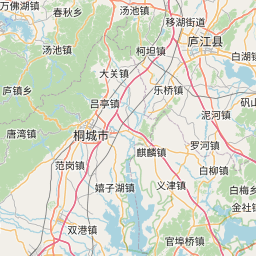 万佛湖镇
汤池镇
春秋乡
移湖街道
汤池镇
庐江县
柯坦镇
白湖镇
大关镇
庐镇乡
乐桥镇
吕亭镇
矾山
泥河镇
唐湾镇
桐城市
罗河镇
麒麟镇
范岗镇
白柳镇
义津镇
嬉子湖镇
白梅乡
金社镇
双港镇
官埠桥镇